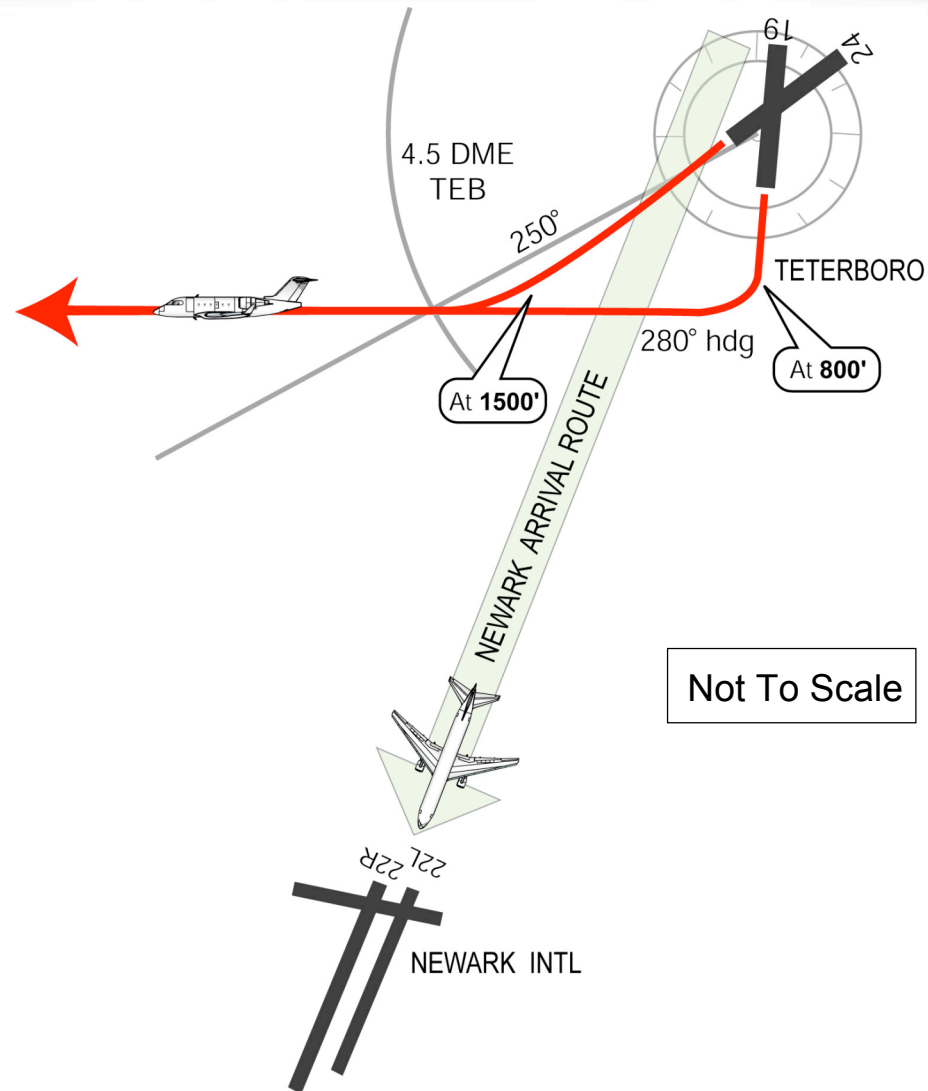 19
24
4.5 DME
TEB
250°
TETERBORO
280° hdg
At 800'
At 1500'
NEWARK ARRIVAL ROUTE
Not To Scale
22R
22L
NEWARK INTL